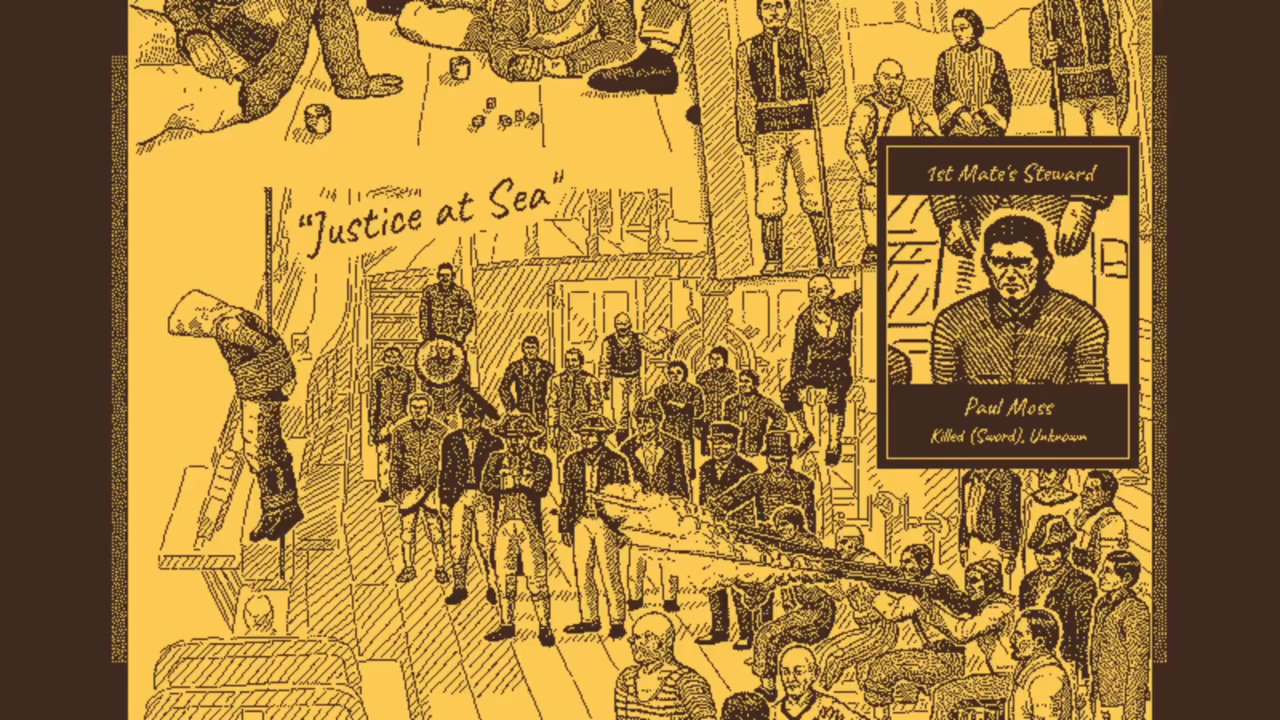 "Justice at Sea"
1st Mate's Steward
Paul Moss
Killed (Sword), Unknown